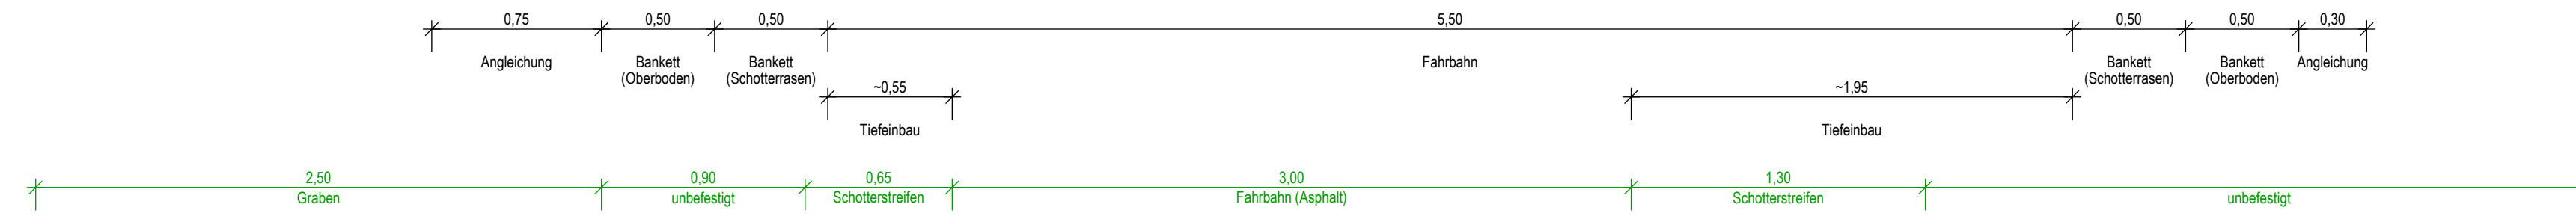 0,75 0,50 0,50 5,50 0,50 0,50 0,30
Angleichung Bankett Bankett Fahrbahn Bankett Bankett Angleichung
(Oberboden) (Schotterrasen) (Schotterrasen) (Oberboden)
~0,55 ~1,95
Tiefeinbau Tiefeinbau
2,50 0,90 0,65 3,00 1,30
Graben unbefestigt Schotterstreifen Fahrbahn (Asphalt) Schotterstreifen unbefestigt